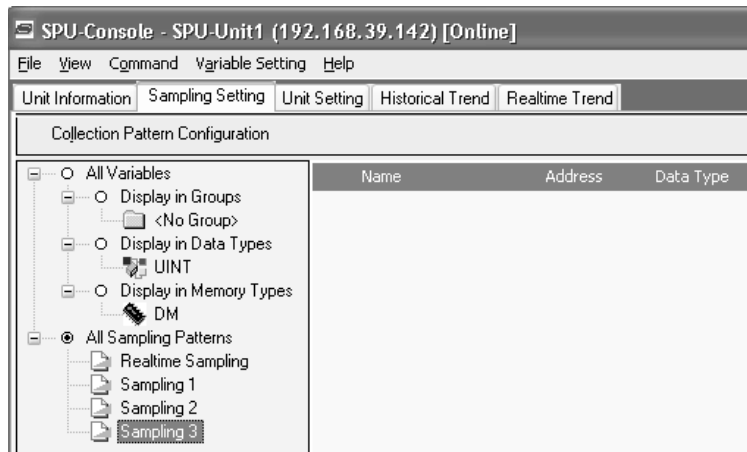 SPU-Console - SPU-Unit1 (192.168.39.142) [Online]
File View Command Variable Setting Help
Unit Information Sampling Setting Unit Setting Historical Trend Realtime Trend
Collection Pattern Configuration
All Variables
Display in Groups
<No Group>
Display in Data Types
UINT
Display in Memory Types
DM
All Sampling Patterns
Realtime Sampling
Sampling 1
Sampling 2
Sampling 3
Name Address Data Type